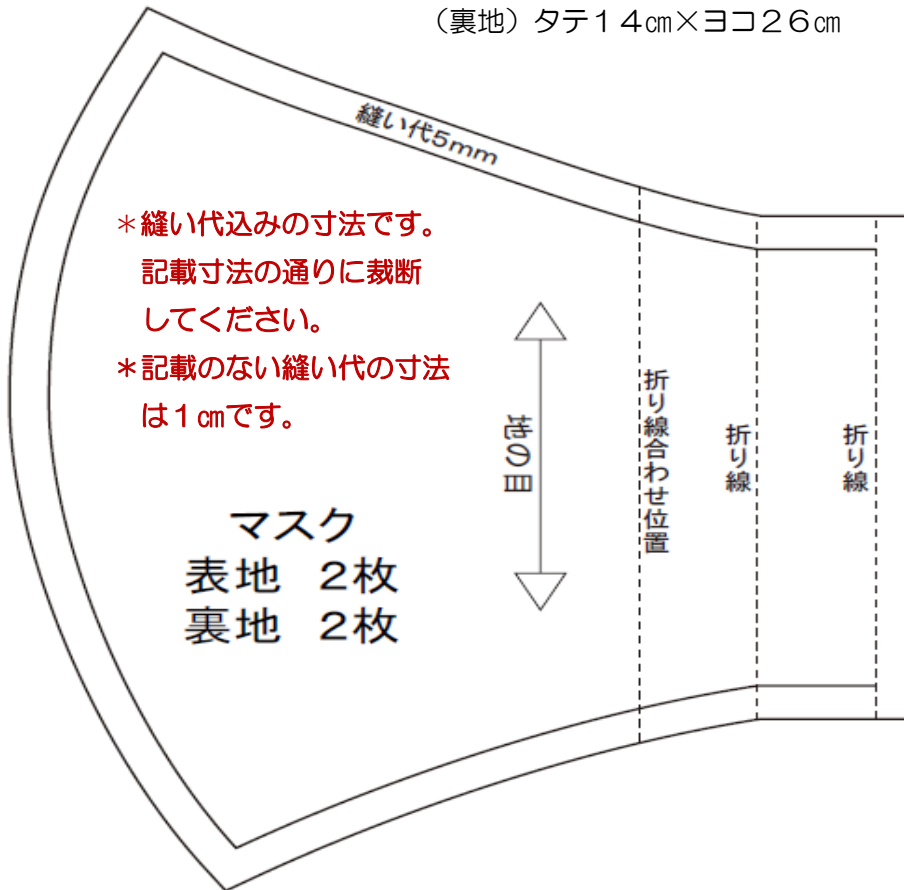 （裏地）タテ１４㎝×ヨコ２６㎝
縫い代5mm
＊縫い代込みの寸法です。
記載寸法の通りに裁断
してください。
＊記載のない縫い代の寸法
は１㎝です。
地の目
折り線合わせ位置
折り線
折り線
マスク
表地　2枚
裏地　2枚